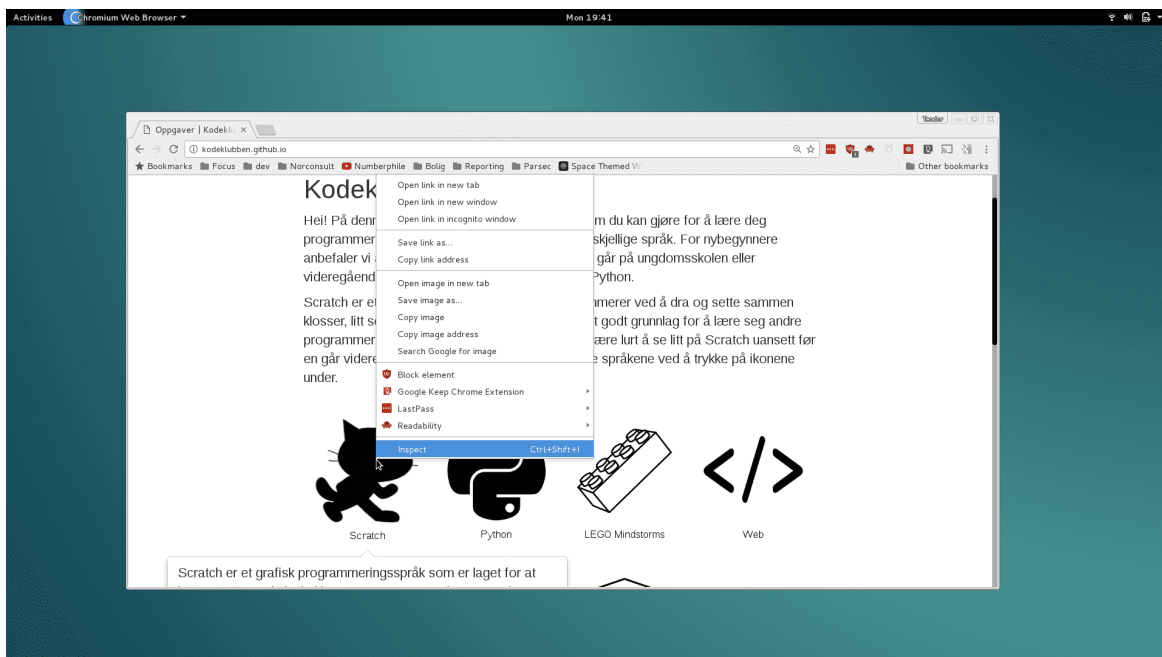 Activities Chromium Web Browser Mon 19:41
Oppgaver | Kodeklu
kodeklubben.github.io
Bookmarks Focus dev Norconsult Numberphile Bolig Reporting Parsec Space Themed W Other bookmarks
Kodek
Hei! På denn m du kan gjøre for å lære deg
programmer skjellige språk. For nybegynnere
anbefaler vi går på ungdomsskolen eller
videregående Python.
Scratch er et merer ved å dra og sette sammen
klosser, litt t godt grunnlag for å lære seg andre
programmer ære lurt å se litt på Scratch uansett før
en går videre e språkene ved å trykke på ikonene
under.
Open link in new tab
Open link in new window
Open link in incognito window
Save link as...
Copy link address
Open image in new tab
Save image as...
Copy image
Copy image address
Search Google for image
Block element
Google Keep Chrome Extension
LastPass
Readability
Inspect Ctrl+Shift+I
Scratch Python LEGO Mindstorms Web
Scratch er et grafisk programmeringsspråk som er laget for at